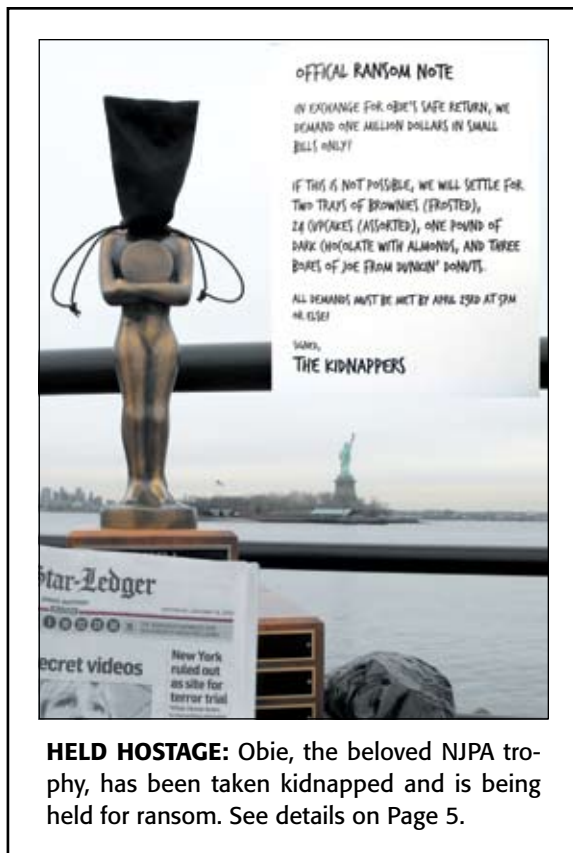 OFFICAL RANSOM NOTE
IN EXCHANGE FOR OBIE'S SAFE RETURN, WE
DEMAND ONE MILLION DOLLARS IN SMALL
BILLS ONLY!
IF THIS IS NOT POSSIBLE, WE WILL SETTLE FOR
TWO TRAYS OF BROWNIES (FROSTED),
24 CUPCAKES (ASSORTED), ONE POUND OF
DARK CHOCOLATE WITH ALMONDS, AND THREE
BOXES OF JOE FROM DUNKIN' DONUTS.
ALL DEMANDS MUST BE MET BY APRIL 23RD AT 5PM
OR ELSE!
SIGNED,
THE KIDNAPPERS
Star-Ledger
ecret videos
New York
ruled out
as site for
terror trial
HELD HOSTAGE: Obie, the beloved NJPA tro-
phy, has been taken kidnapped and is being
held for ransom. See details on Page 5.